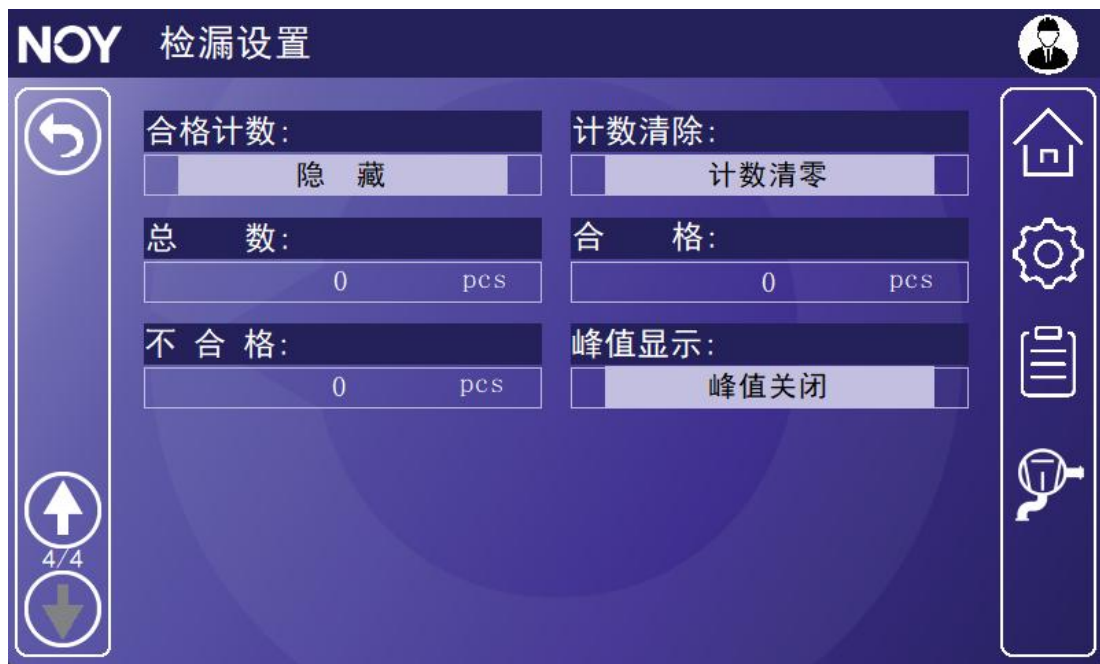 NOY 检漏设置
合格计数: 计数清除:
隐 藏 计数清零
总 数: 合 格:
0 pcs 0 pcs
不 合 格: 峰值显示:
0 pcs 峰值关闭
4/4